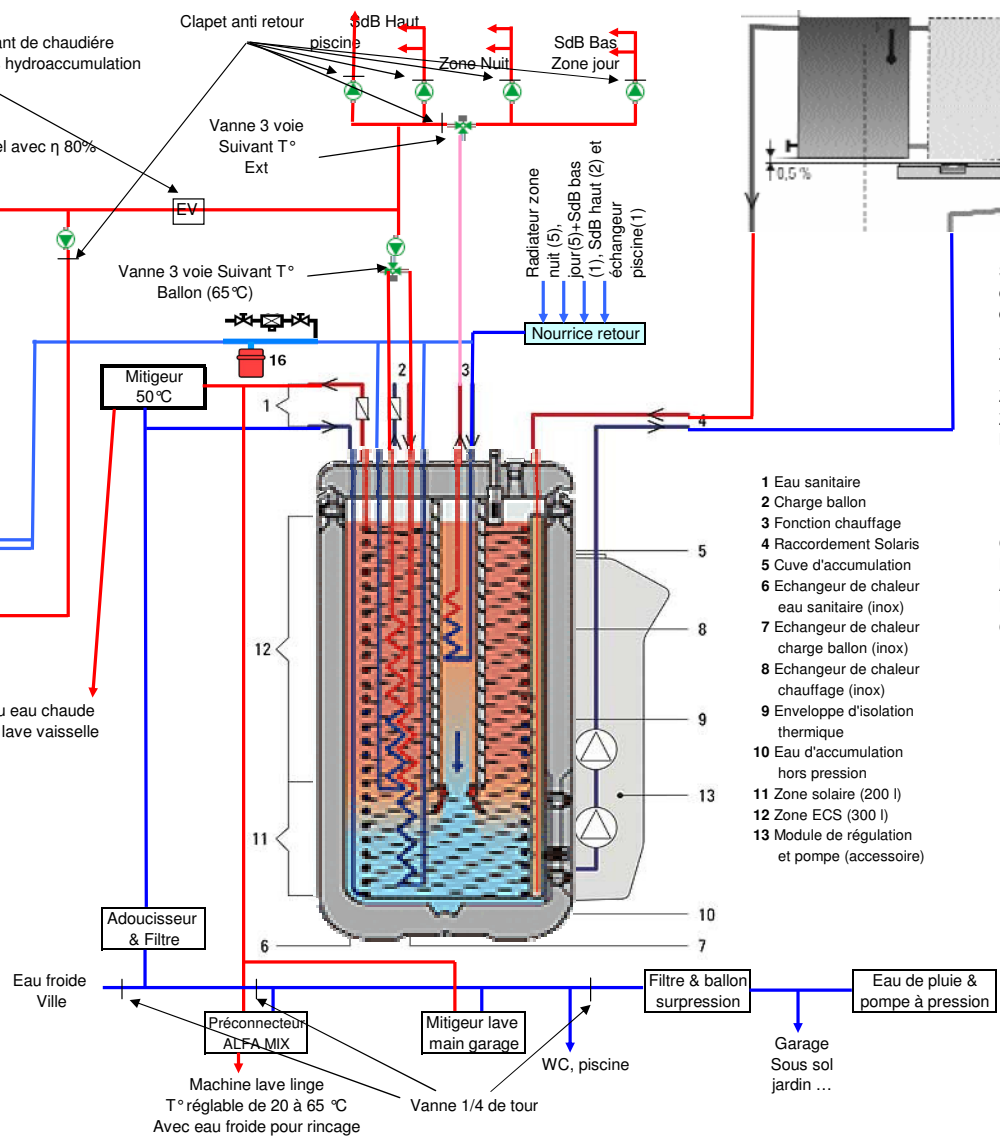 Clapet anti retour
SdB Haut
piscine
Zone Nuit
SdB Bas
Zone jour
ant de chaudiére
hydroaccumulation
el avec η 80%
Vanne 3 voie
Suivant T°
Ext
EV
0,5 %
Radiateur zone
nuit (5),
jour(5)+SdB bas
(1), SdB haut (2) et
échangeur
piscine(1)
Vanne 3 voie Suivant T°
Ballon (65°C)
Nourrice retour
16
Mitigeur
50°C
1
2
3
4
1 Eau sanitaire
2 Charge ballon
3 Fonction chauffage
4 Raccordement Solaris
5 Cuve d'accumulation
6 Echangeur de chaleur
eau sanitaire (inox)
7 Echangeur de chaleur
charge ballon (inox)
8 Echangeur de chaleur
chauffage (inox)
9 Enveloppe d'isolation
thermique
10 Eau d'accumulation
hors pression
11 Zone solaire (200 l)
12 Zone ECS (300 l)
13 Module de régulation
et pompe (accessoire)
5
8
12
9
13
11
10
6
7
u eau chaude
lave vaisselle
Adoucisseur
& Filtre
Eau froide
Ville
Filtre & ballon
surpression
Eau de pluie &
pompe à pression
Préconnecteur
ALFA MIX
Mitigeur lave
main garage
WC, piscine
Garage
Sous sol
jardin ...
Machine lave linge
T° réglable de 20 à 65 °C
Avec eau froide pour rincage
Vanne 1/4 de tour